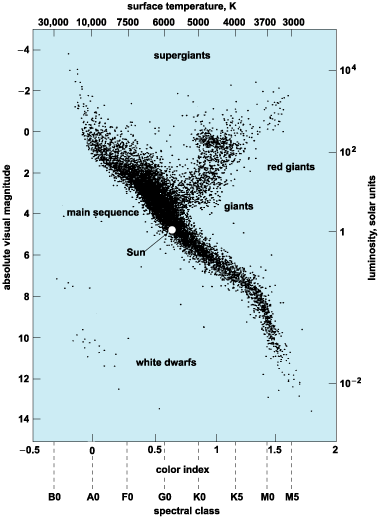 surface temperature, K
30,000 10,000 7500 6000 5000 4000 3700 3000
supergiants
−4
10⁴
−2
0
10²
red giants
2
giants
main sequence
4
1
Sun
6
8
10
white dwarfs
10⁻²
12
14
absolute visual magnitude
luminosity, solar units
−0.5 0 0.5 1 1.5 2
color index
B0 A0 F0 G0 K0 K5 M0 M5
spectral class